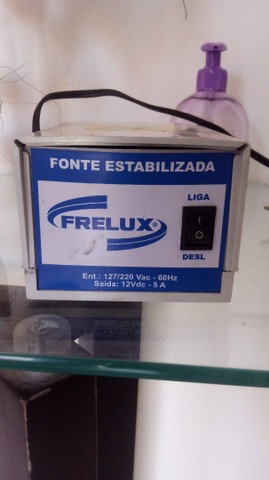 FONTE ESTABILIZADA
LIGA
FRELUX®
I
O
DESL
Ent.: 127/220 Vac - 60Hz
Saída: 12Vdc - 5 A